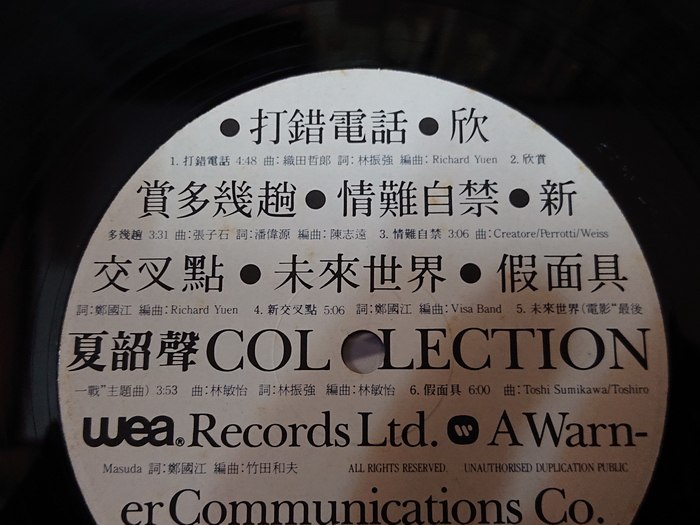 ●打錯電話●欣
1. 打錯電話 4:48 曲:織田哲郎 詞:林振強 編曲:Richard Yuen 2. 欣賞
賞多幾趟●情難自禁●新
多幾趟 3:31 曲:張子石 詞:潘偉源 編曲:陳志遠 3. 情難自禁 3:06 曲:Creatore/Perrotti/Weiss
交叉點●未來世界●假面具
詞:鄭國江 編曲:Richard Yuen 4. 新交叉點 5:06 詞:鄭國江 編曲:Visa Band 5. 未來世界(電影"最後
夏韶聲COLLECTION
一戰"主題曲) 3:53 曲:林敏怡 詞:林振強 編曲:林敏怡 6. 假面具 6:00 曲:Toshi Sumikawa/Toshiro
wea® Records Ltd. A Warn-
Masuda 詞:鄭國江 編曲:竹田和夫 ALL RIGHTS RESERVED. UNAUTHORISED DUPLICATION PUBLIC
er Communications Co.